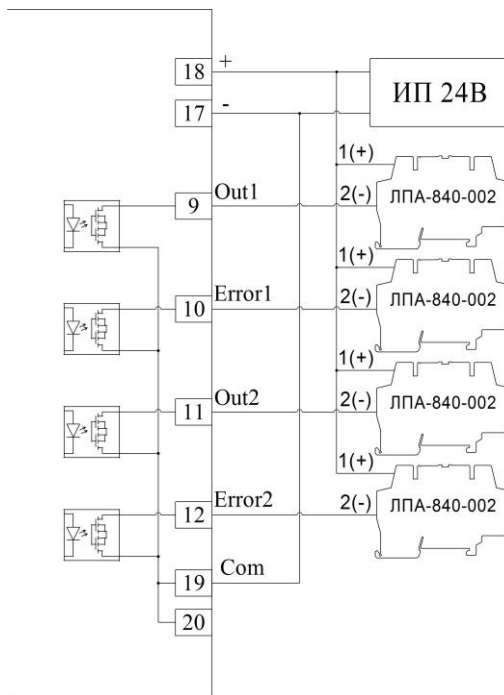 18 +
ИП 24В
17 -
1(+)
9 Out1 2(-) ЛПА-840-002
1(+)
10 Error1 2(-) ЛПА-840-002
1(+)
11 Out2 2(-) ЛПА-840-002
1(+)
12 Error2 2(-) ЛПА-840-002
19 Com
20